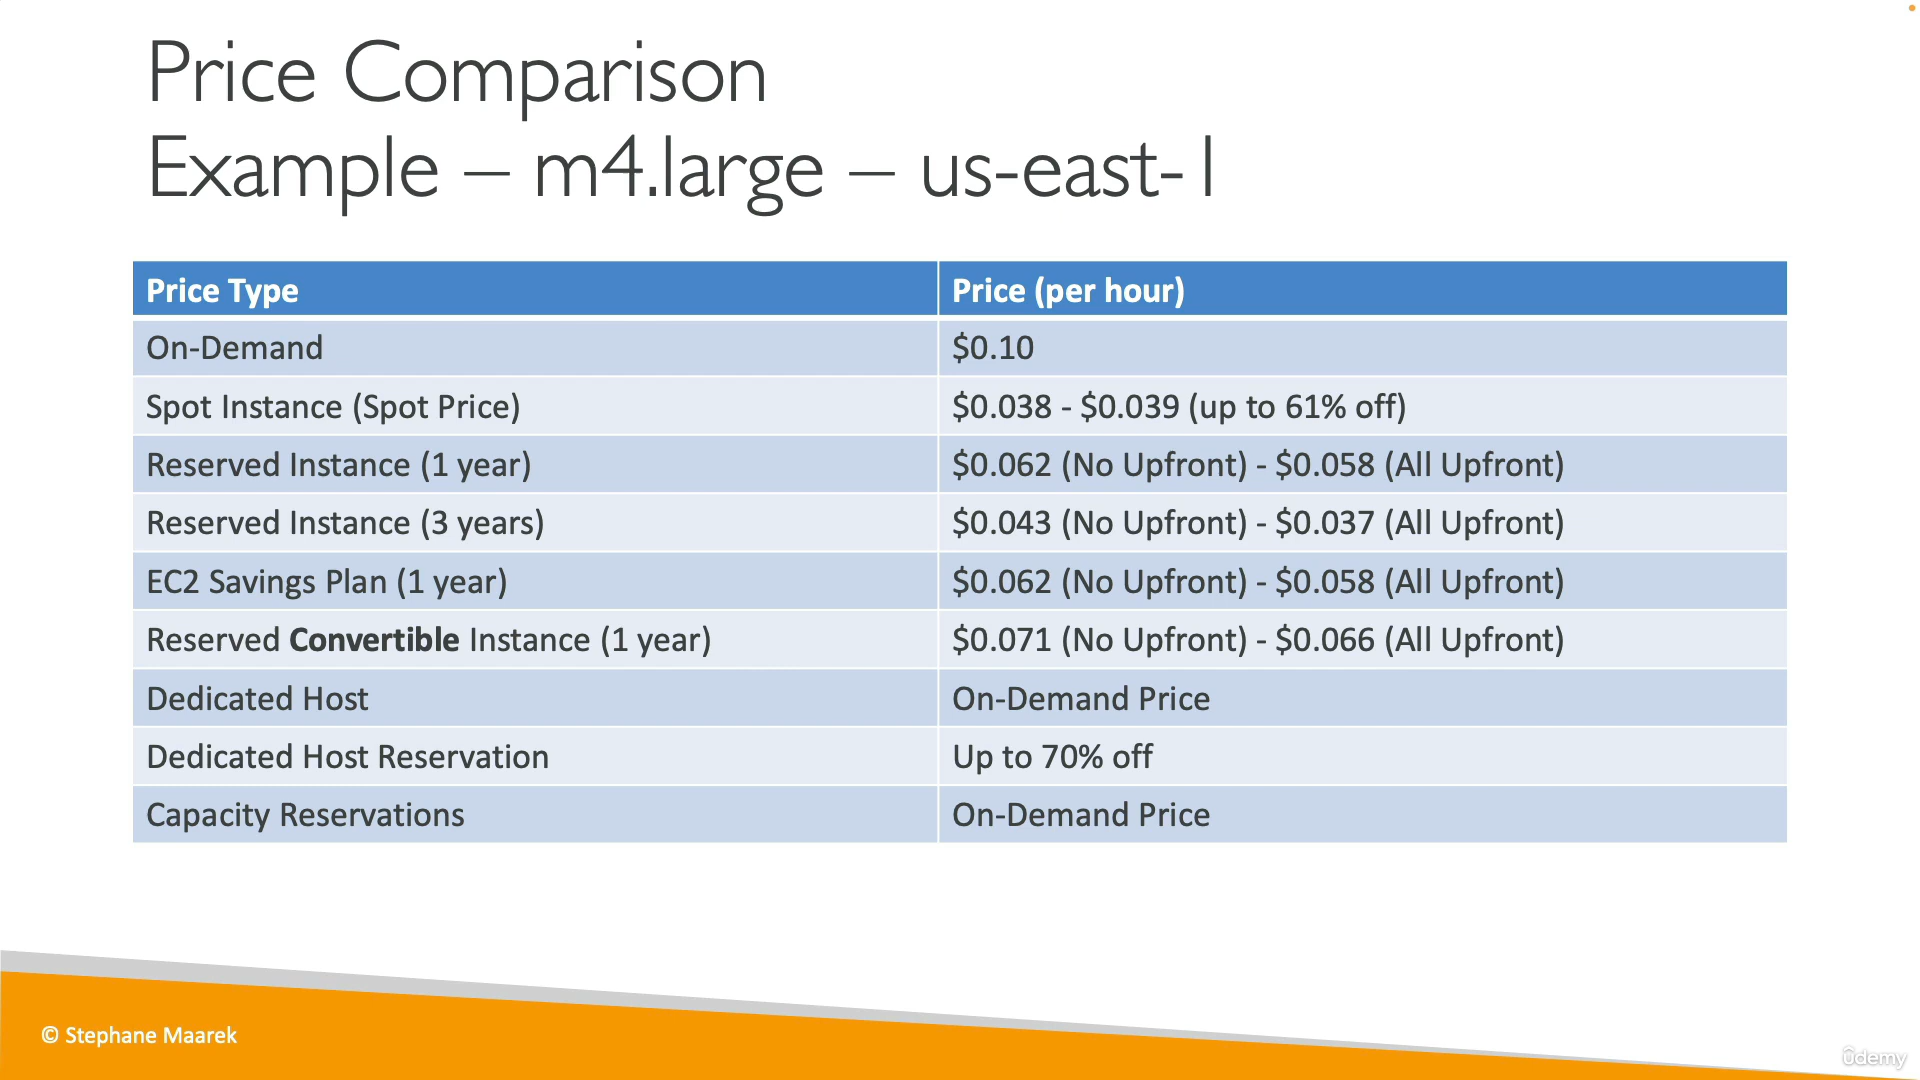 Price Comparison
Example – m4.large – us-east-1
Price Type Price (per hour)
On-Demand $0.10
Spot Instance (Spot Price) $0.038 - $0.039 (up to 61% off)
Reserved Instance (1 year) $0.062 (No Upfront) - $0.058 (All Upfront)
Reserved Instance (3 years) $0.043 (No Upfront) - $0.037 (All Upfront)
EC2 Savings Plan (1 year) $0.062 (No Upfront) - $0.058 (All Upfront)
Reserved Convertible Instance (1 year) $0.071 (No Upfront) - $0.066 (All Upfront)
Dedicated Host On-Demand Price
Dedicated Host Reservation Up to 70% off
Capacity Reservations On-Demand Price
© Stephane Maarek
udemy